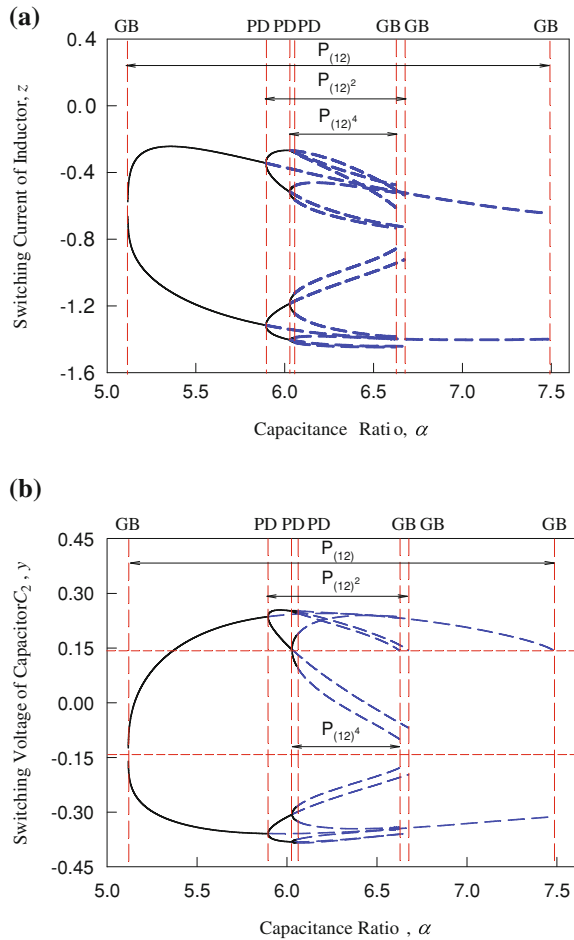 (a)
GB PD PD PD GB GB GB
P(12)
P(12)2
P(12)4
0.4
0.0
-0.4
-0.8
-1.2
-1.6
Switching Current of Inductor, z
5.0 5.5 6.0 6.5 7.0 7.5
Capacitance Ratio, α
(b)
GB PD PD PD GB GB GB
P(12)
P(12)2
P(12)4
0.45
0.30
0.15
0.00
-0.15
-0.30
-0.45
Switching Voltage of CapacitorC2 , y
5.0 5.5 6.0 6.5 7.0 7.5
Capacitance Ratio , α